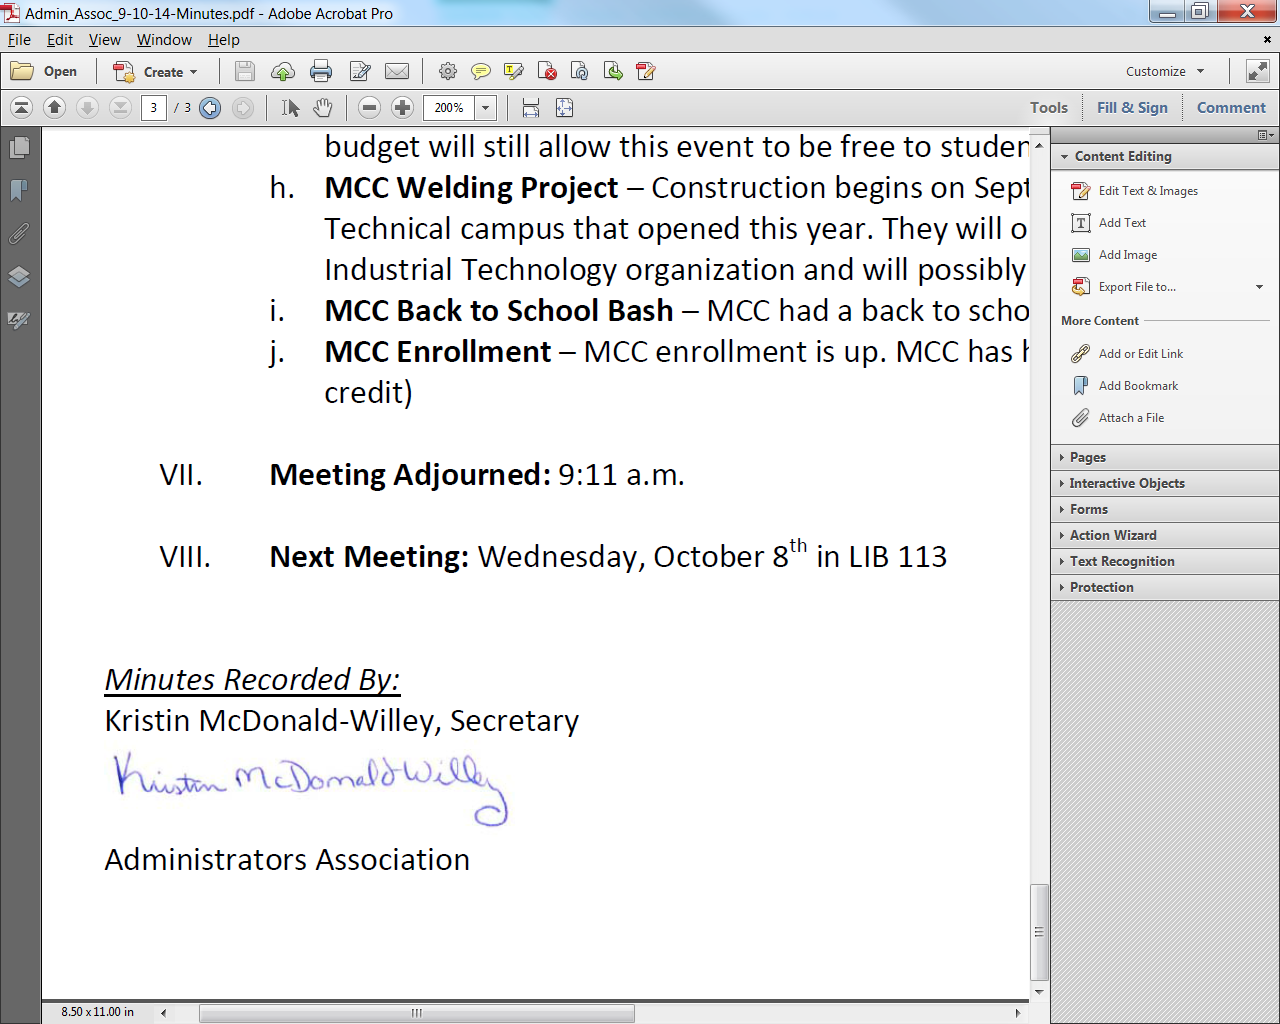 Admin_Assoc_9-10-14-Minutes.pdf - Adobe Acrobat Pro
File Edit View Window Help
Open Create Customize
3 / 3 200% Tools Fill & Sign Comment
budget will still allow this event to be free to studen
h. MCC Welding Project – Construction begins on Sept
Technical campus that opened this year. They will o
Industrial Technology organization and will possibly
i. MCC Back to School Bash – MCC had a back to scho
j. MCC Enrollment – MCC enrollment is up. MCC has h
credit)
VII. Meeting Adjourned: 9:11 a.m.
VIII. Next Meeting: Wednesday, October 8th in LIB 113
Minutes Recorded By:
Kristin McDonald-Willey, Secretary
Kristin McDonald-Willey
Administrators Association
8.50 x 11.00 in
Content Editing
Edit Text & Images
Add Text
Add Image
Export File to...
More Content
Add or Edit Link
Add Bookmark
Attach a File
Pages
Interactive Objects
Forms
Action Wizard
Text Recognition
Protection